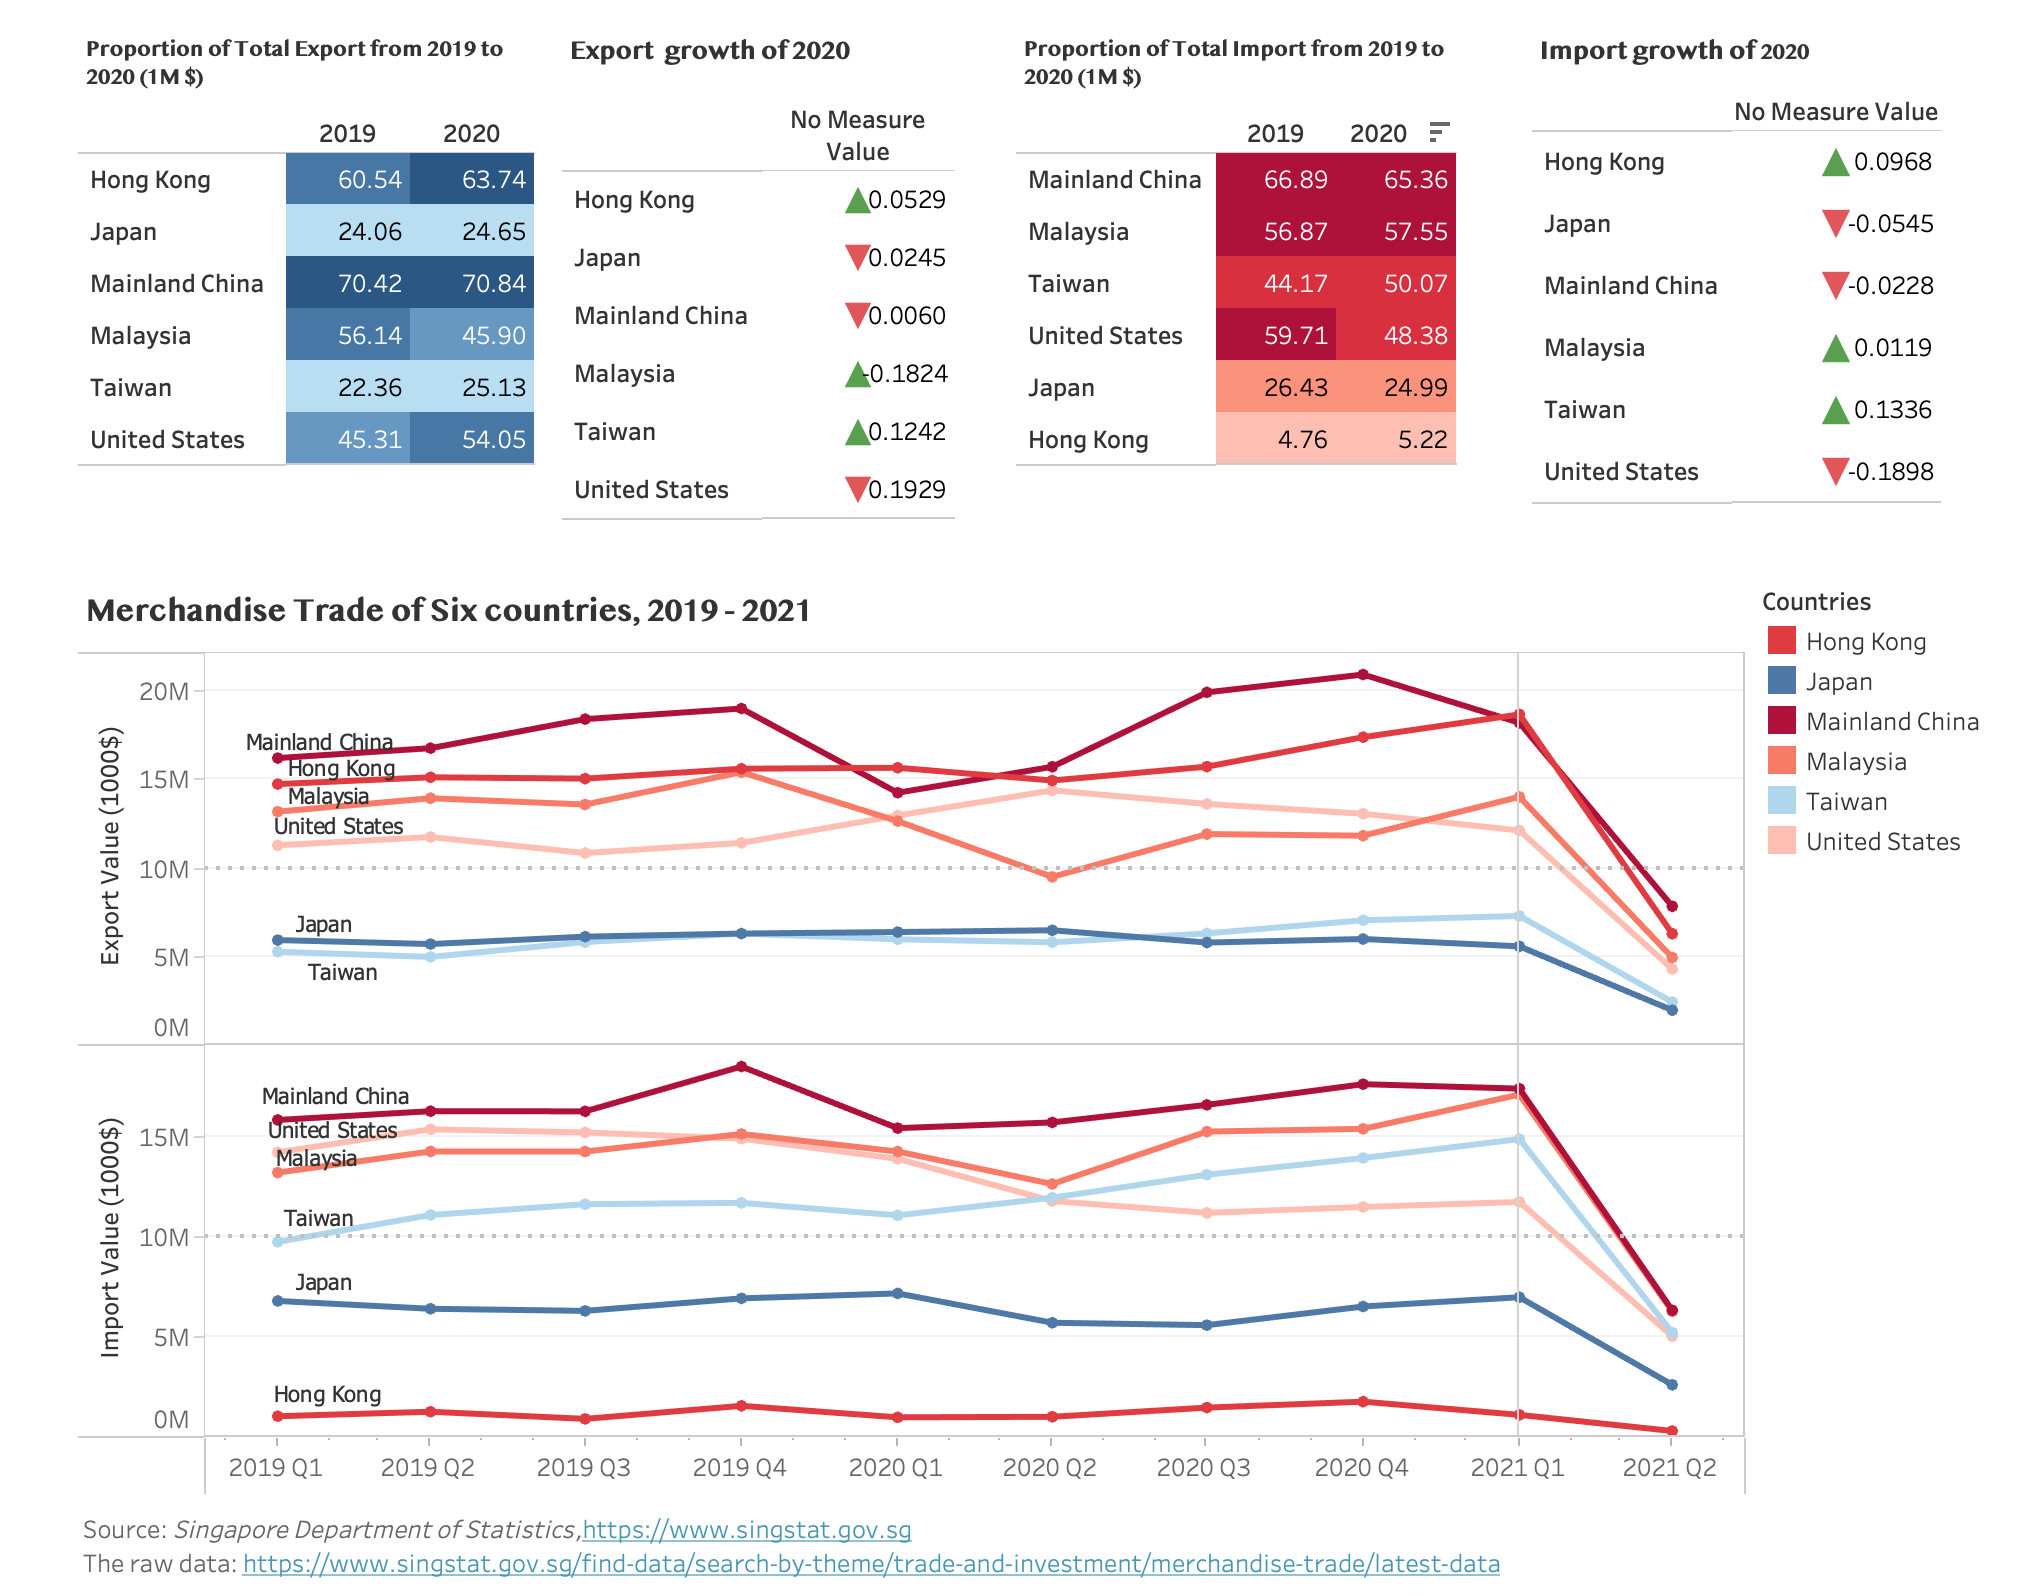 Proportion of Total Export from 2019 to
2020 (1M $)
2019 2020
Hong Kong 60.54 63.74
Japan 24.06 24.65
Mainland China 70.42 70.84
Malaysia 56.14 45.90
Taiwan 22.36 25.13
United States 45.31 54.05
Export growth of 2020
No Measure
Value
Hong Kong 0.0529
Japan 0.0245
Mainland China 0.0060
Malaysia -0.1824
Taiwan 0.1242
United States 0.1929
Proportion of Total Import from 2019 to
2020 (1M $)
2019 2020
Mainland China 66.89 65.36
Malaysia 56.87 57.55
Taiwan 44.17 50.07
United States 59.71 48.38
Japan 26.43 24.99
Hong Kong 4.76 5.22
Import growth of 2020
No Measure Value
Hong Kong 0.0968
Japan -0.0545
Mainland China -0.0228
Malaysia 0.0119
Taiwan 0.1336
United States -0.1898
Merchandise Trade of Six countries, 2019 - 2021
Countries
Hong Kong
Japan
Mainland China
Malaysia
Taiwan
United States
Export Value (1000$)
20M
15M
10M
5M
0M
Mainland China
Hong Kong
Malaysia
United States
Japan
Taiwan
Import Value (1000$)
15M
10M
5M
0M
Mainland China
United States
Malaysia
Taiwan
Japan
Hong Kong
2019 Q1 2019 Q2 2019 Q3 2019 Q4 2020 Q1 2020 Q2 2020 Q3 2020 Q4 2021 Q1 2021 Q2
Source: Singapore Department of Statistics,https://www.singstat.gov.sg
The raw data: https://www.singstat.gov.sg/find-data/search-by-theme/trade-and-investment/merchandise-trade/latest-data